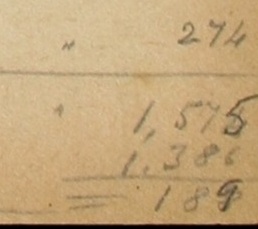 " 274
" 1,575
1.386
= 189